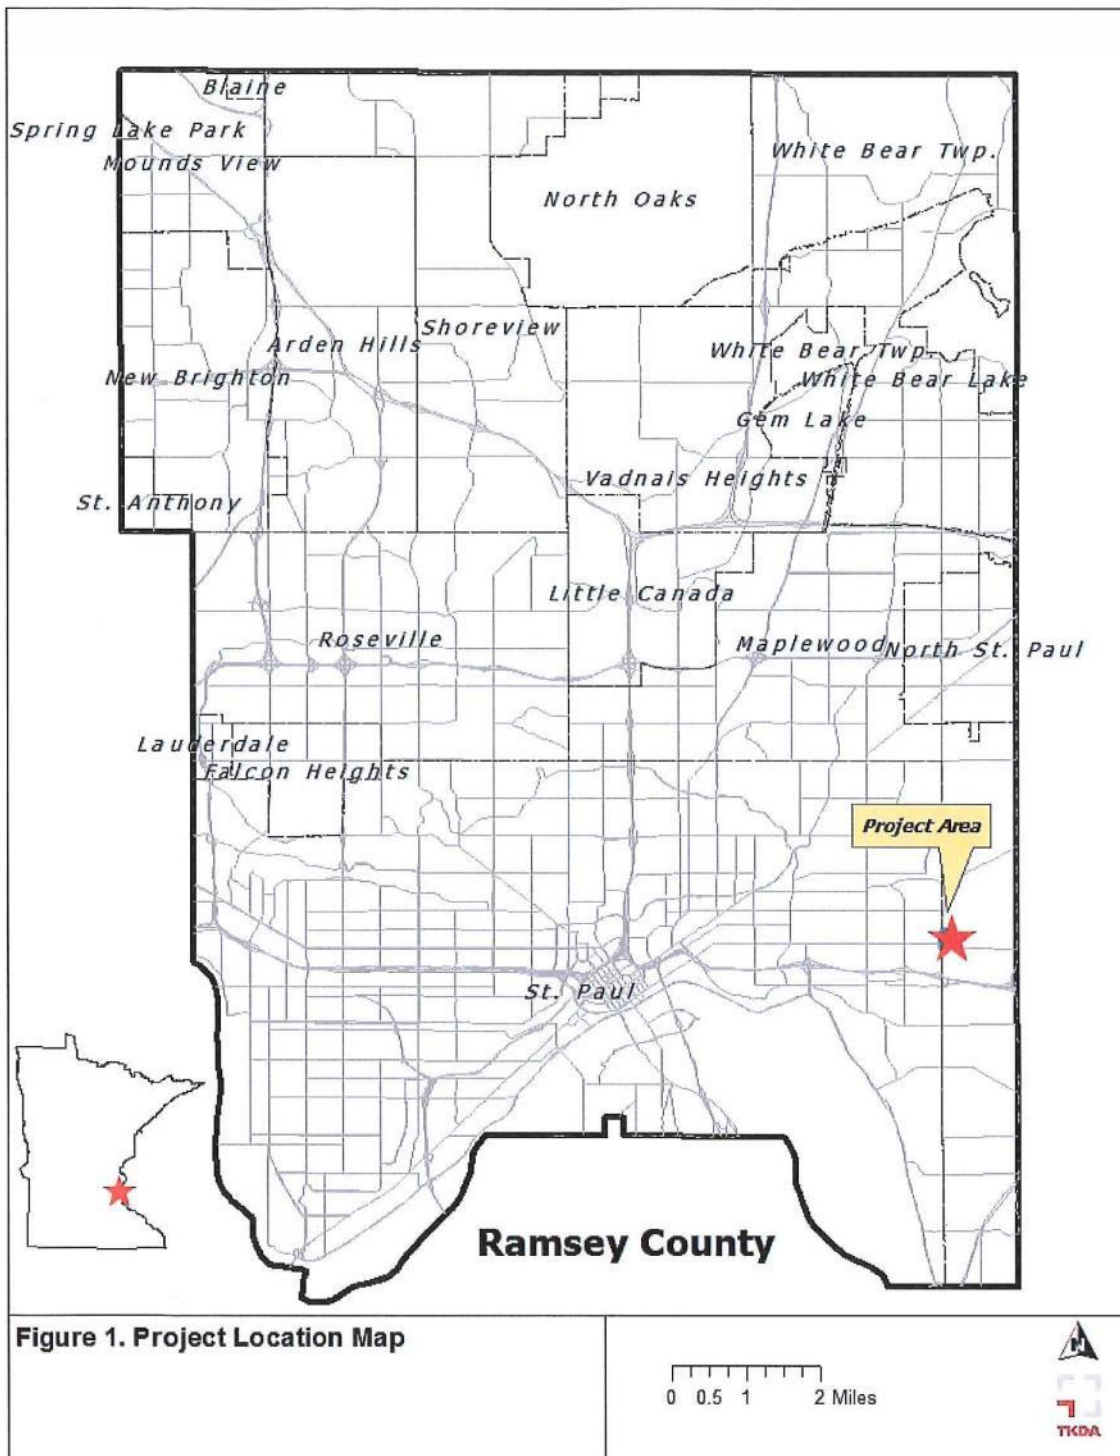 Blaine
Spring Lake Park
Mounds View
White Bear Twp.
North Oaks
Shoreview
Arden Hills
White Bear Twp.
New Brighton
White Bear Lake
Gem Lake
Vadnais Heights
St. Anthony
Little Canada
Roseville
Maplewood
North St. Paul
Lauderdale
Falcon Heights
Project Area
St. Paul
Ramsey County
Figure 1. Project Location Map
0 0.5 1 2 Miles
N
TKDA